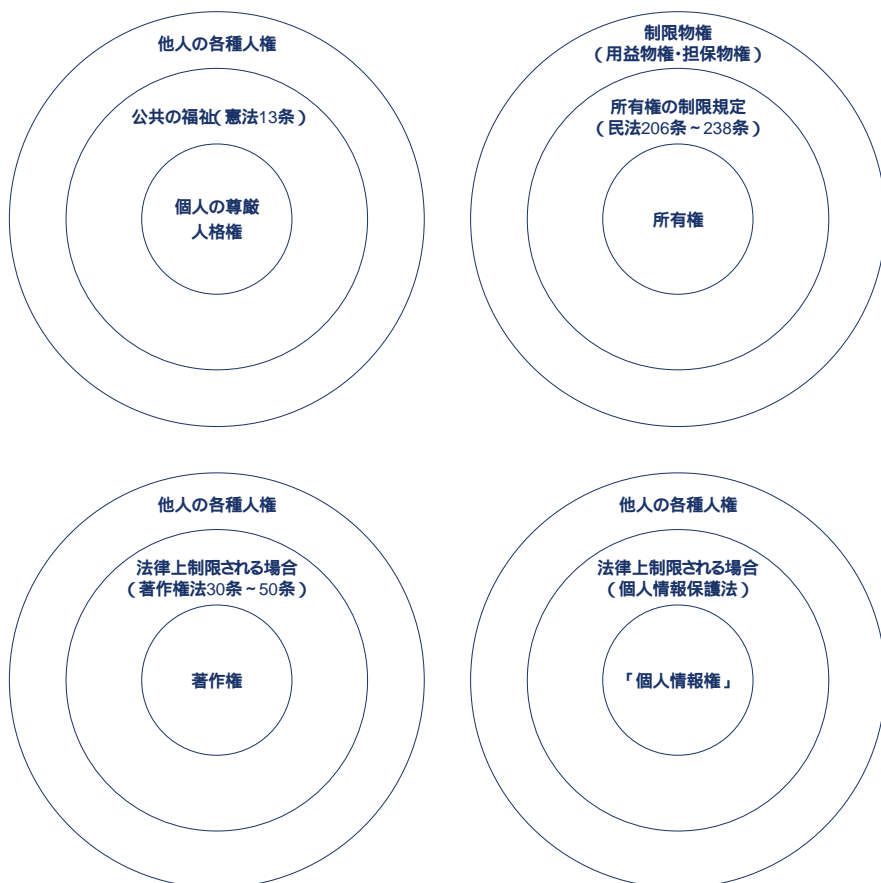 他人の各種人権
公共の福祉(憲法13条)
個人の尊厳
人格権
制限物権
(用益物権・担保物権)
所有権の制限規定
(民法206条~238条)
所有権
他人の各種人権
法律上制限される場合
(著作権法30条~50条)
著作権
他人の各種人権
法律上制限される場合
(個人情報保護法)
「個人情報権」